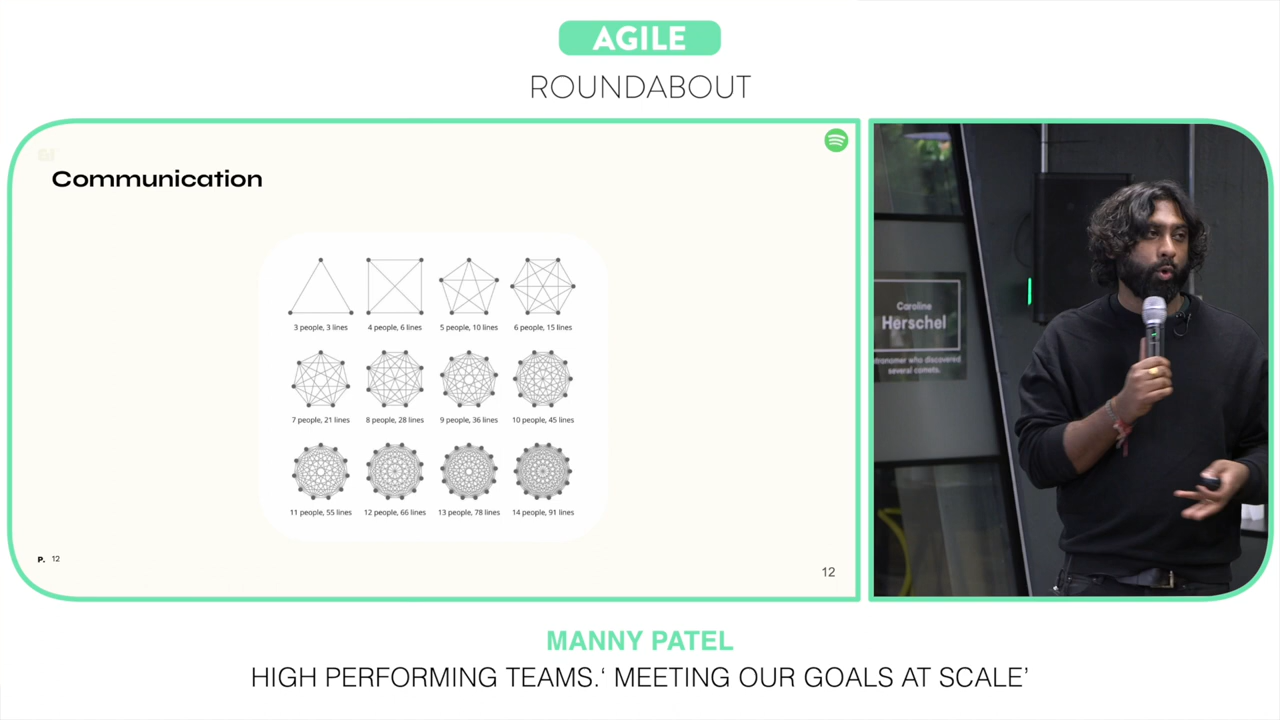 AGILE
ROUNDABOUT
Communication
3 people, 3 lines
4 people, 6 lines
5 people, 10 lines
6 people, 15 lines
7 people, 21 lines
8 people, 28 lines
9 people, 36 lines
10 people, 45 lines
11 people, 55 lines
12 people, 66 lines
13 people, 78 lines
14 people, 91 lines
P. 12
12
Caroline
Herschel
tronomer who discovered
several comets.
MANNY PATEL
HIGH PERFORMING TEAMS.‘ MEETING OUR GOALS AT SCALE’